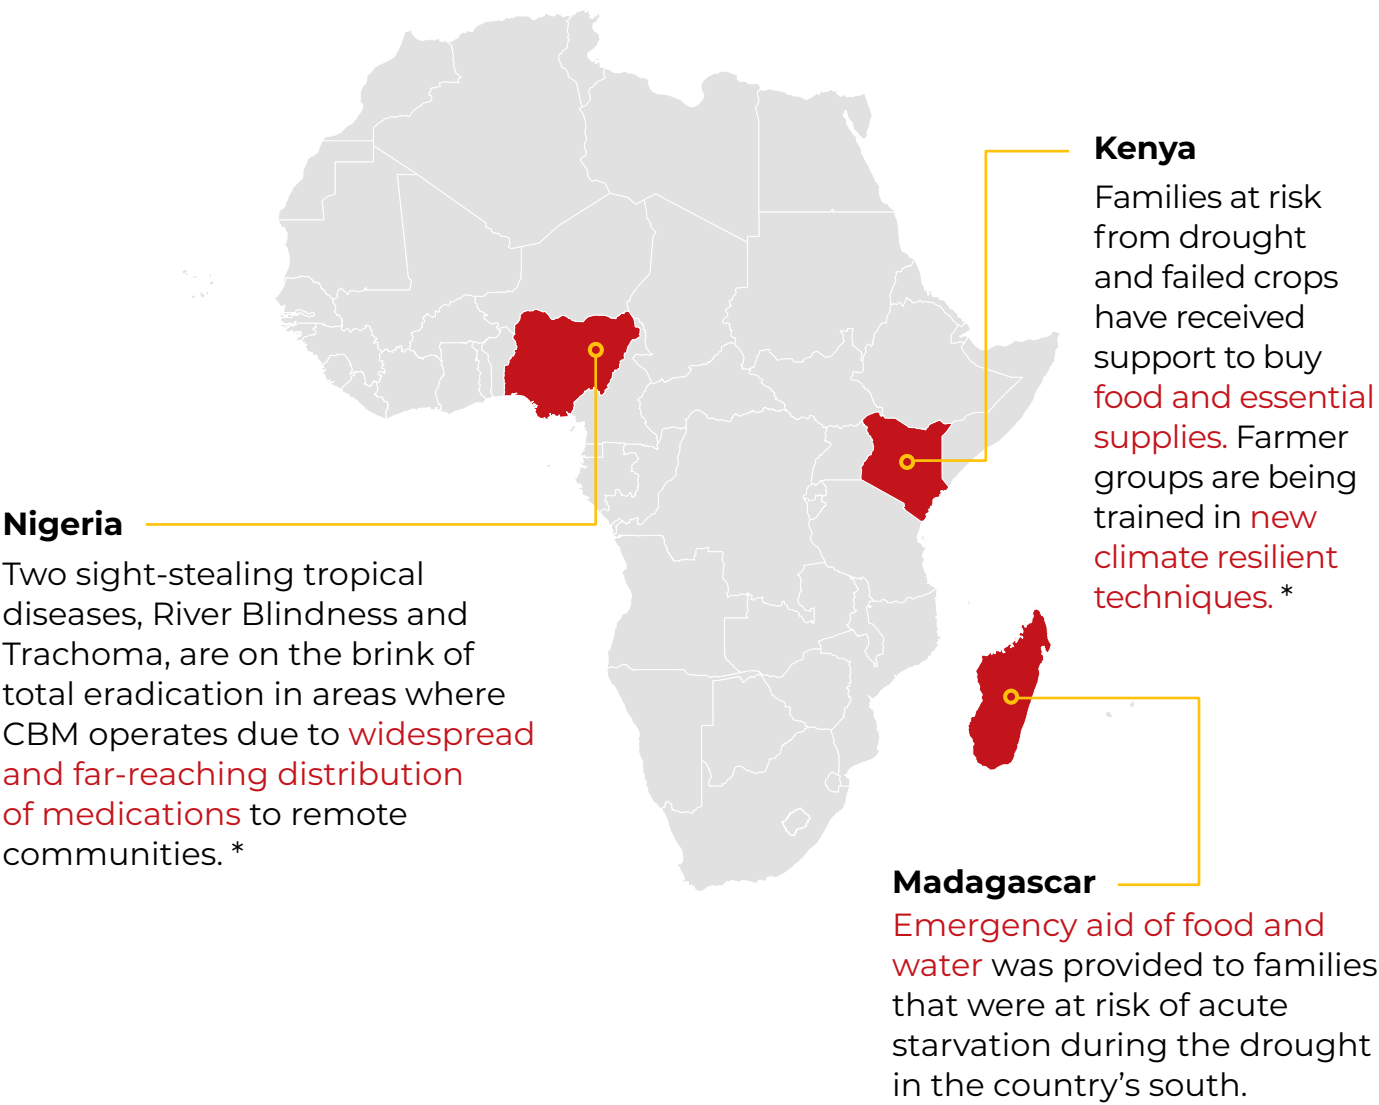 Kenya
Families at risk
from drought
and failed crops
have received
support to buy
food and essential
supplies. Farmer
groups are being
trained in new
climate resilient
techniques. *
Nigeria
Two sight-stealing tropical
diseases, River Blindness and
Trachoma, are on the brink of
total eradication in areas where
CBM operates due to widespread
and far-reaching distribution
of medications to remote
communities. *
Madagascar
Emergency aid of food and
water was provided to families
that were at risk of acute
starvation during the drought
in the country’s south.